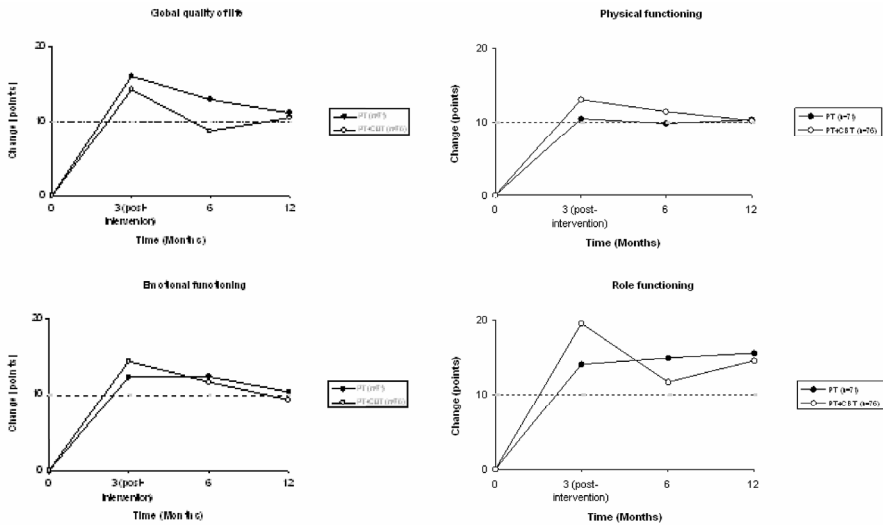 Global quality of life
20
10
0
Change (points)
0
3 (post-
intervention)
6
12
Time (Months)
PT (n=71)
PT+CBT (n=76)
Physical functioning
20
10
0
Change (points)
0
3 (post-
intervention)
6
12
Time (Months)
PT (n=71)
PT+CBT (n=76)
Emotional functioning
20
10
0
Change (points)
0
3 (post-
intervention)
6
12
Time (Months)
PT (n=71)
PT+CBT (n=76)
Role functioning
20
10
0
Change (points)
0
3 (post-
intervention)
6
12
Time (Months)
PT (n=71)
PT+CBT (n=76)